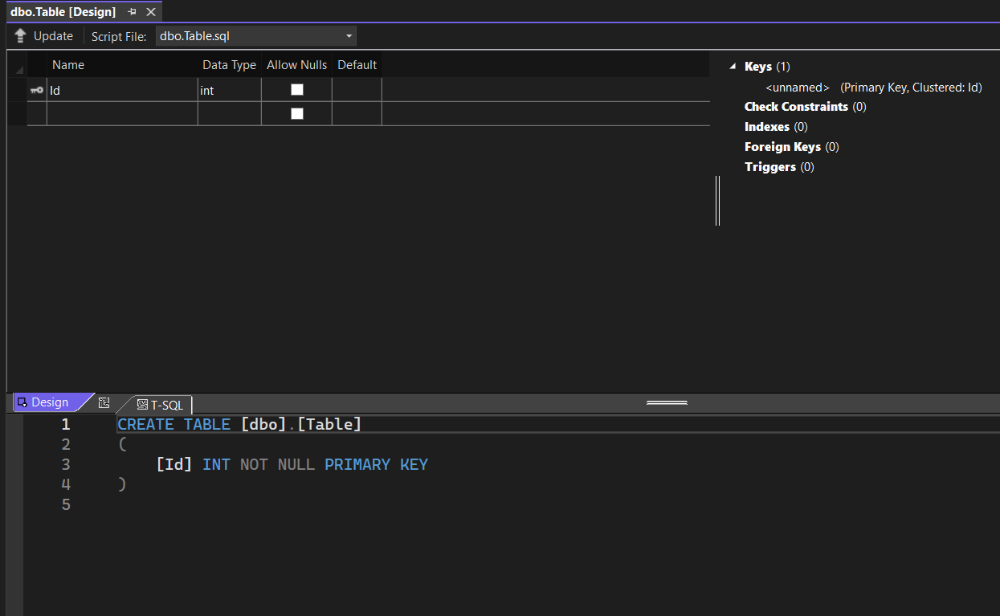 dbo.Table [Design]
Update Script File: dbo.Table.sql
Name Data Type Allow Nulls Default
Id int
Keys (1)
<unnamed> (Primary Key, Clustered: Id)
Check Constraints (0)
Indexes (0)
Foreign Keys (0)
Triggers (0)
Design T-SQL
1 CREATE TABLE [dbo].[Table]
2 (
3 [Id] INT NOT NULL PRIMARY KEY
4 )
5